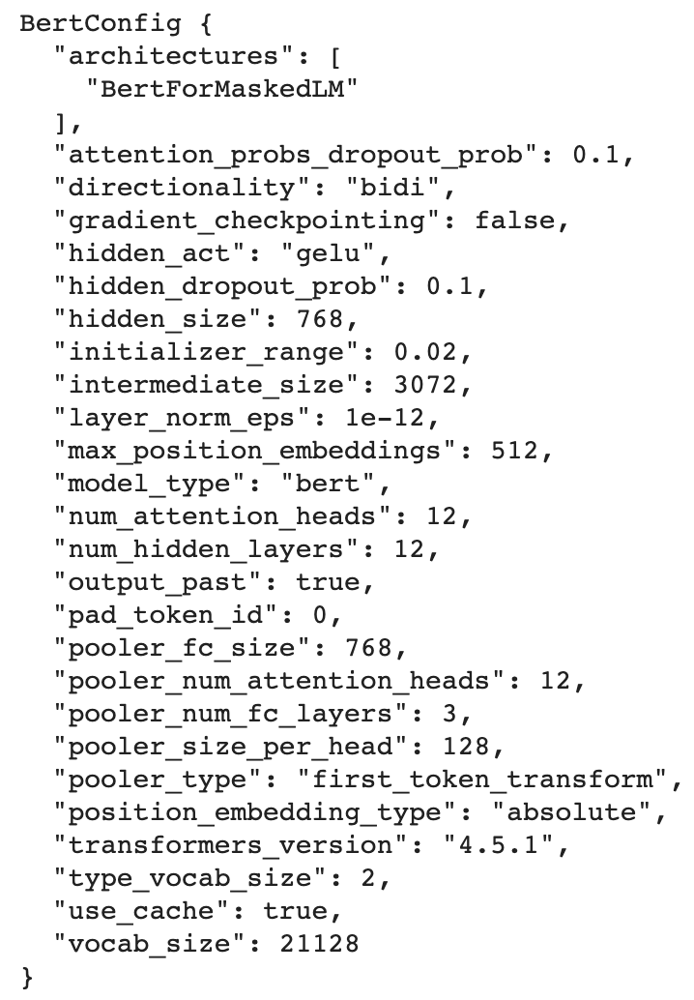 BertConfig {
  "architectures": [
    "BertForMaskedLM"
  ],
  "attention_probs_dropout_prob": 0.1,
  "directionality": "bidi",
  "gradient_checkpointing": false,
  "hidden_act": "gelu",
  "hidden_dropout_prob": 0.1,
  "hidden_size": 768,
  "initializer_range": 0.02,
  "intermediate_size": 3072,
  "layer_norm_eps": 1e-12,
  "max_position_embeddings": 512,
  "model_type": "bert",
  "num_attention_heads": 12,
  "num_hidden_layers": 12,
  "output_past": true,
  "pad_token_id": 0,
  "pooler_fc_size": 768,
  "pooler_num_attention_heads": 12,
  "pooler_num_fc_layers": 3,
  "pooler_size_per_head": 128,
  "pooler_type": "first_token_transform",
  "position_embedding_type": "absolute",
  "transformers_version": "4.5.1",
  "type_vocab_size": 2,
  "use_cache": true,
  "vocab_size": 21128
}